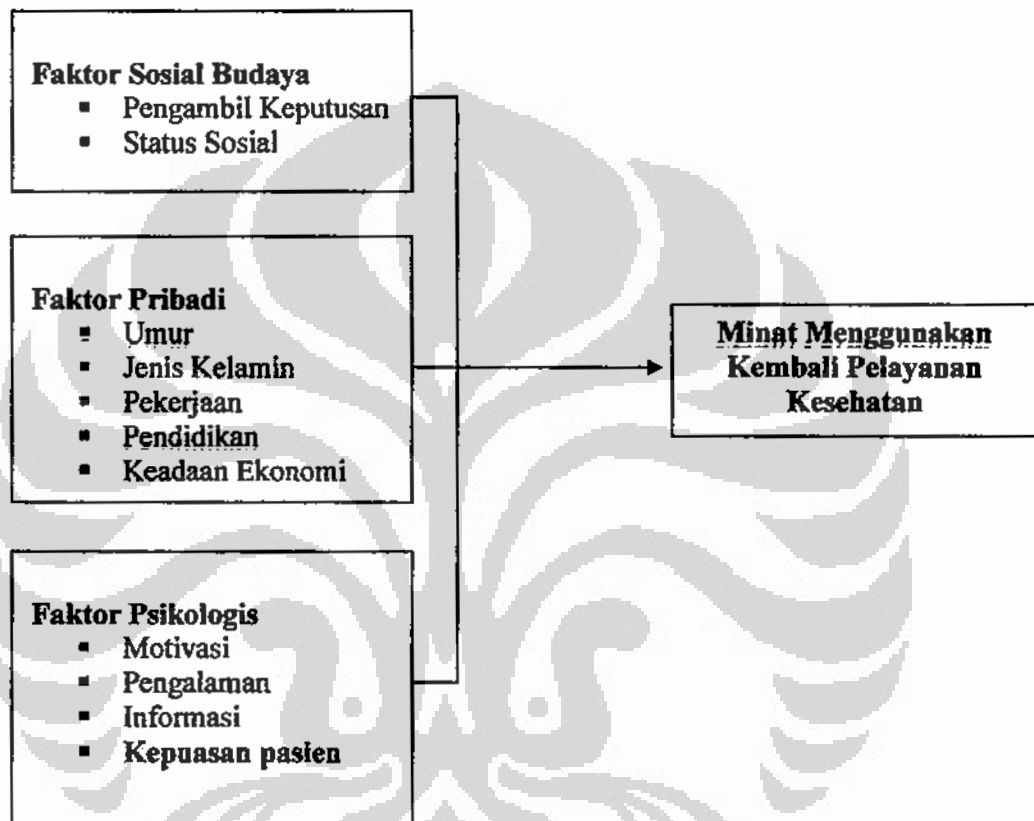 Faktor Sosial Budaya
▪ Pengambil Keputusan
▪ Status Sosial
Faktor Pribadi
▪ Umur
▪ Jenis Kelamin
▪ Pekerjaan
▪ Pendidikan
▪ Keadaan Ekonomi
Faktor Psikologis
▪ Motivasi
▪ Pengalaman
▪ Informasi
▪ Kepuasan pasien
Minat Menggunakan
Kembali Pelayanan
Kesehatan